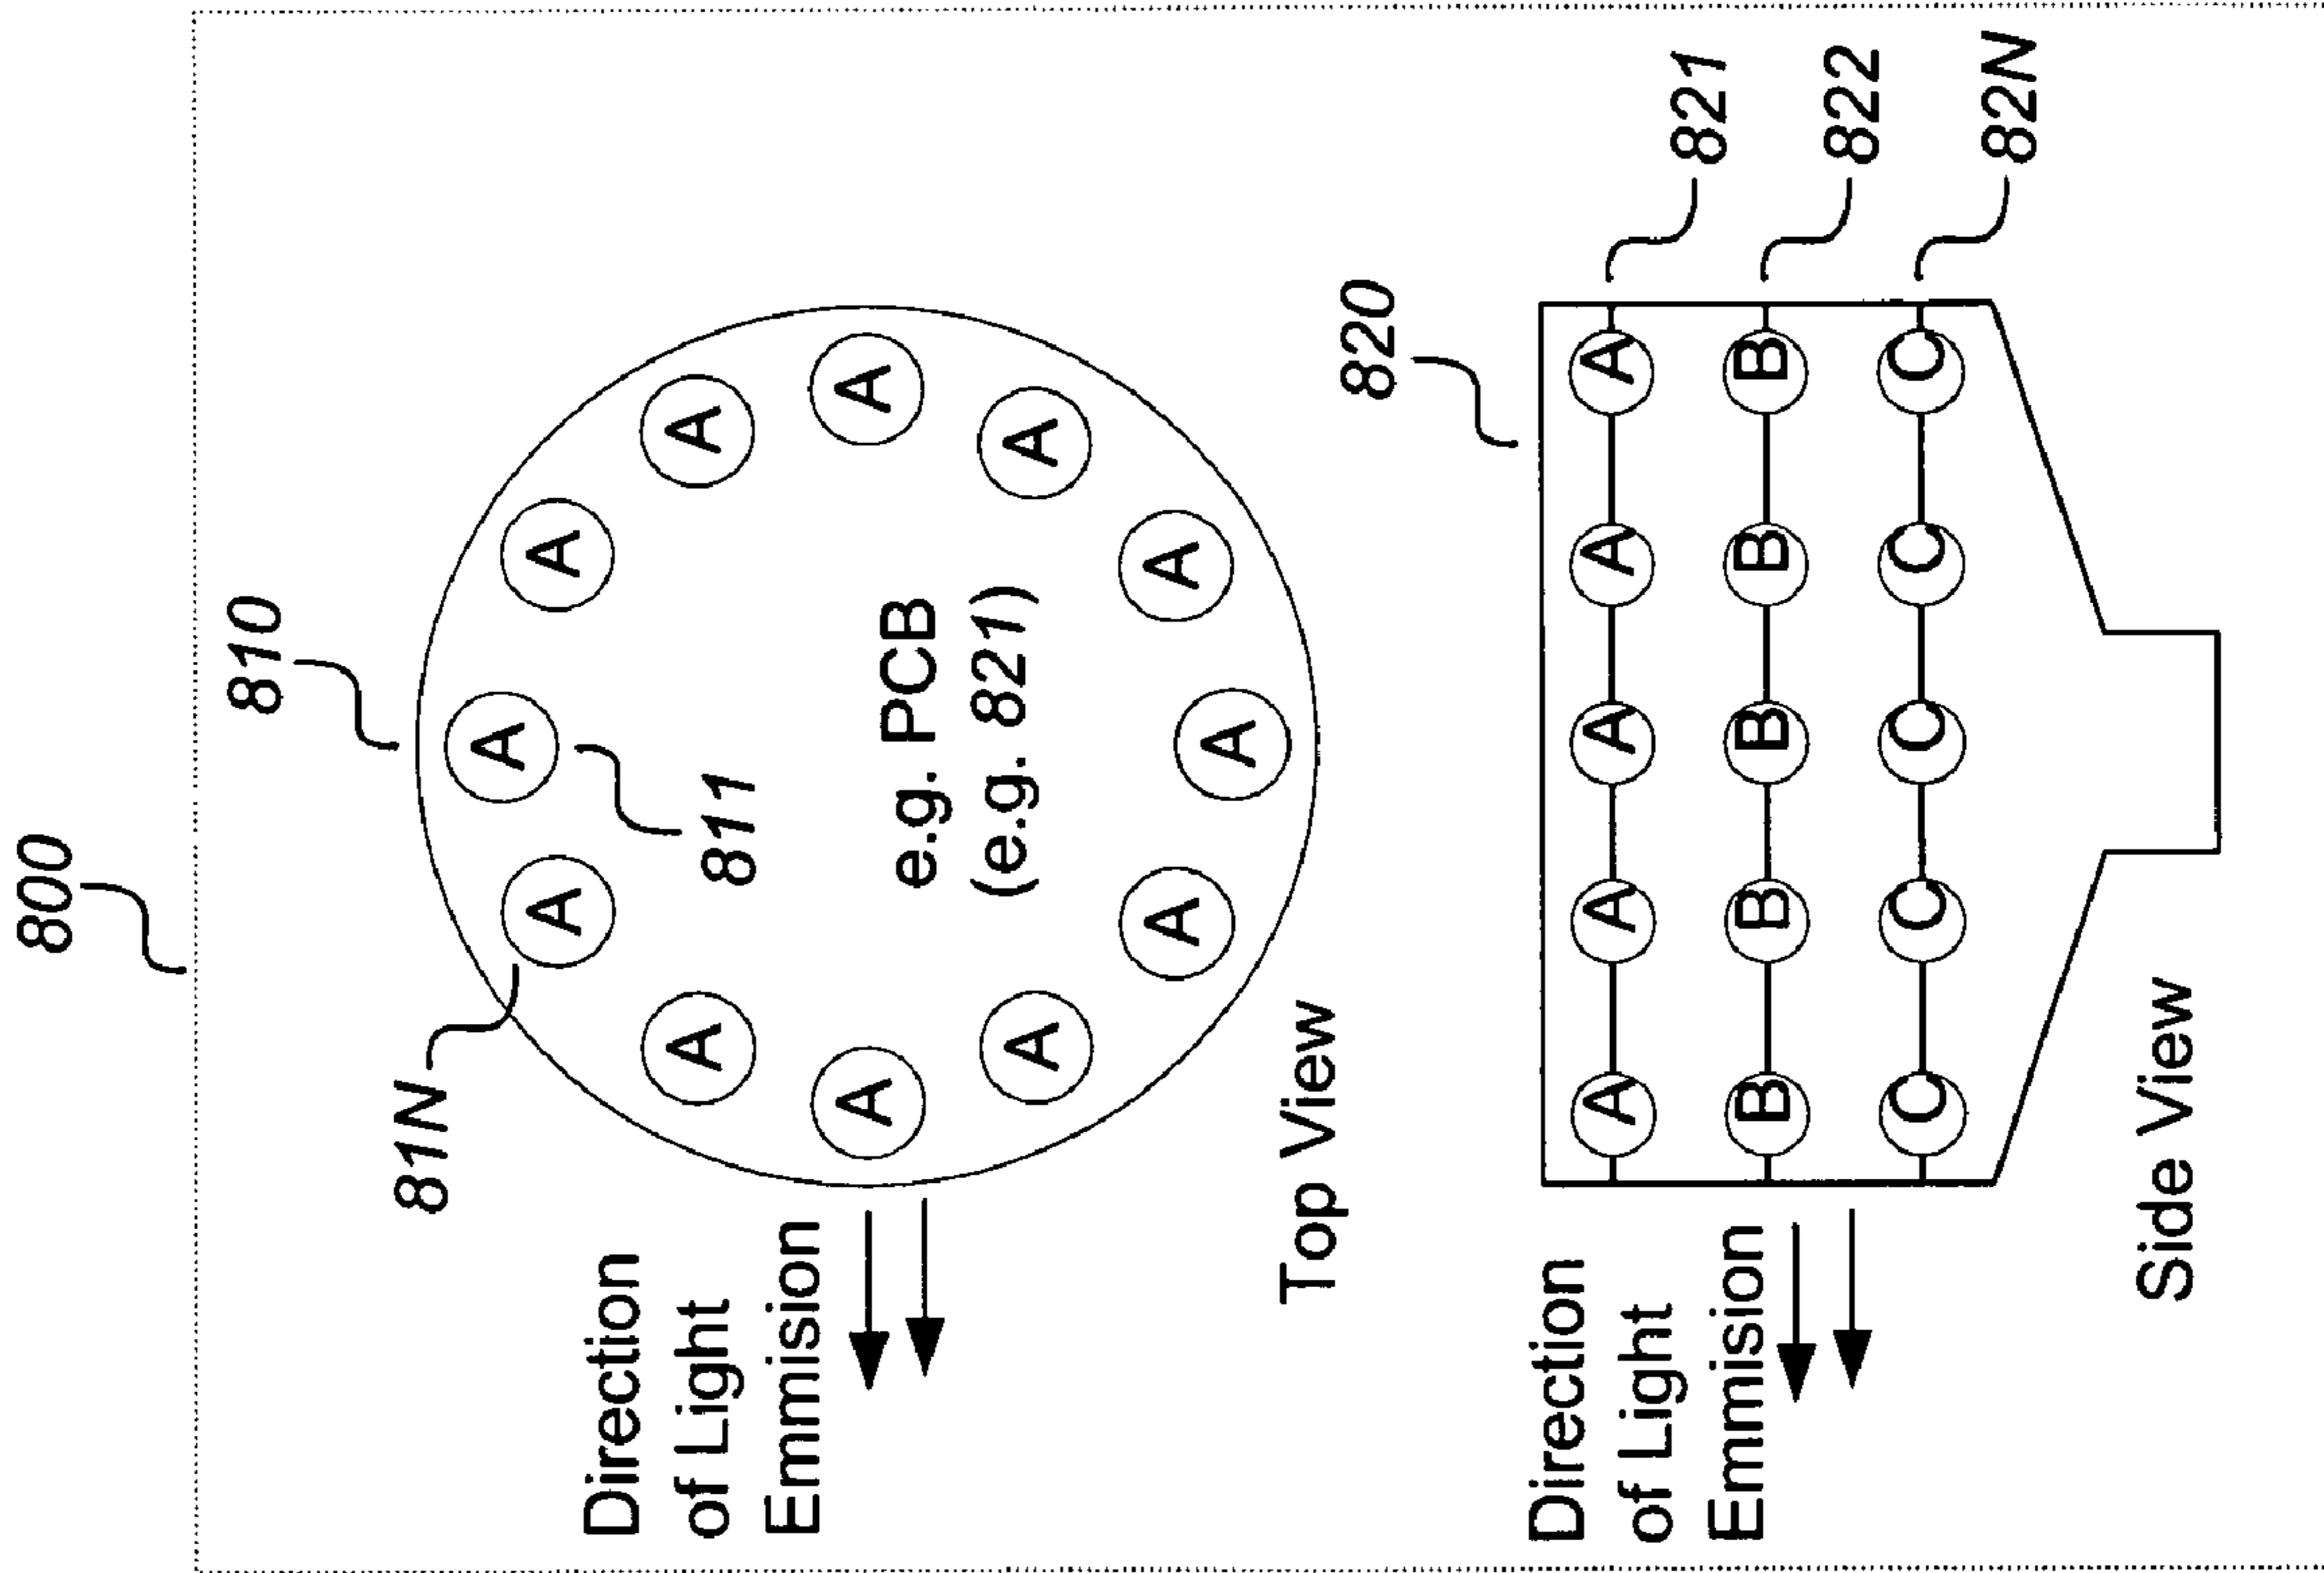 800
810
81N
A
A A
Direction
of Light
Emmision
A A
811
A A
e.g. PCB
(e.g. 821)
A A
A A
A
Top View
820
Direction
of Light
Emmision
A A A A A
821
B B B B B
822
C C C C C
82N
Side View